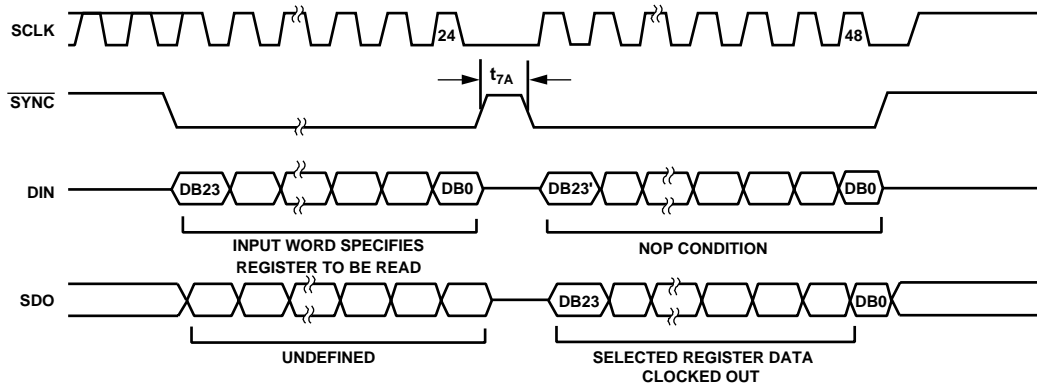 SCLK
24
48
t7A
SYNC
DIN
DB23
DB0
DB23'
DB0
INPUT WORD SPECIFIES
REGISTER TO BE READ
NOP CONDITION
SDO
DB23
DB0
UNDEFINED
SELECTED REGISTER DATA
CLOCKED OUT